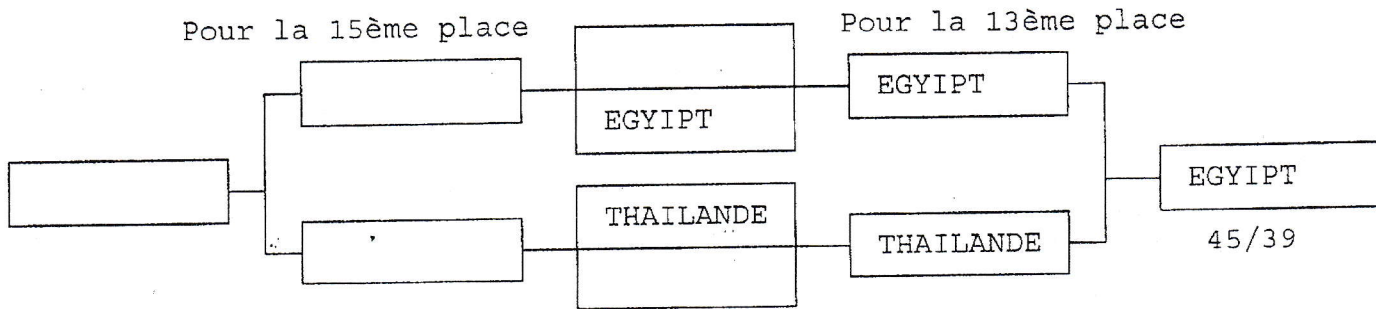 Pour la 15ème place
Pour la 13ème place
EGYIPT
EGYIPT
EGYIPT
THAILANDE
THAILANDE
45/39